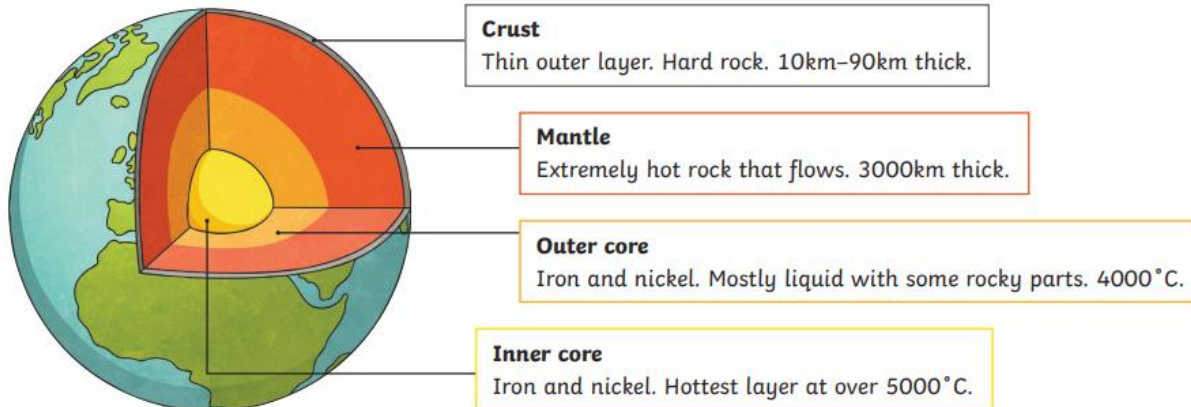 Crust
Thin outer layer. Hard rock. 10km–90km thick.
Mantle
Extremely hot rock that flows. 3000km thick.
Outer core
Iron and nickel. Mostly liquid with some rocky parts. 4000˚C.
Inner core
Iron and nickel. Hottest layer at over 5000˚C.